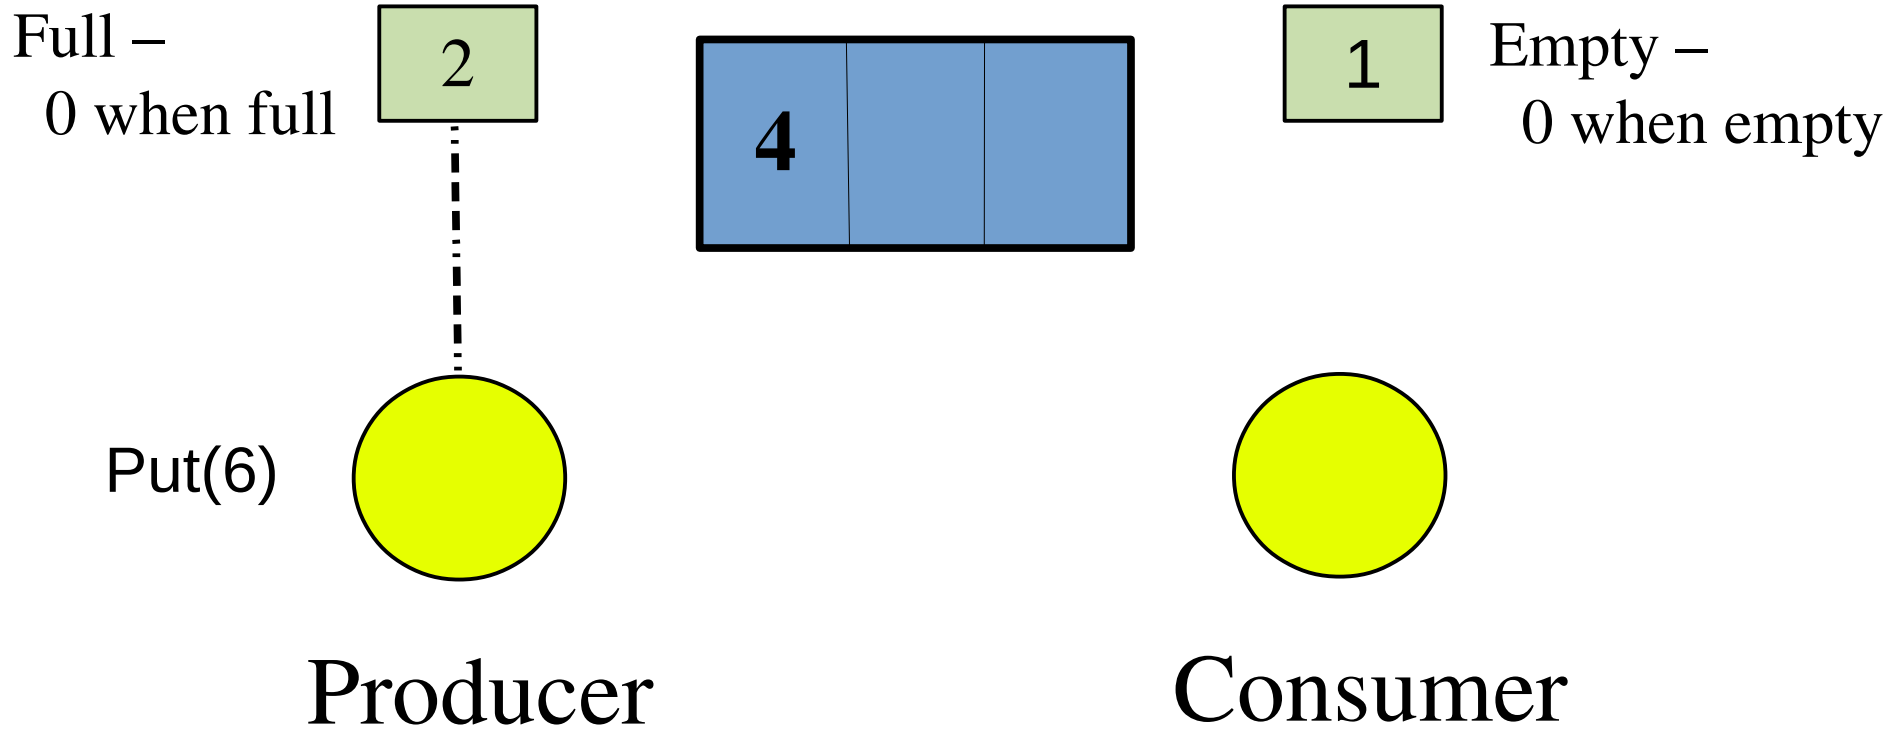 Full –
0 when full
2
4
1
Empty –
0 when empty
Put(6)
Producer
Consumer